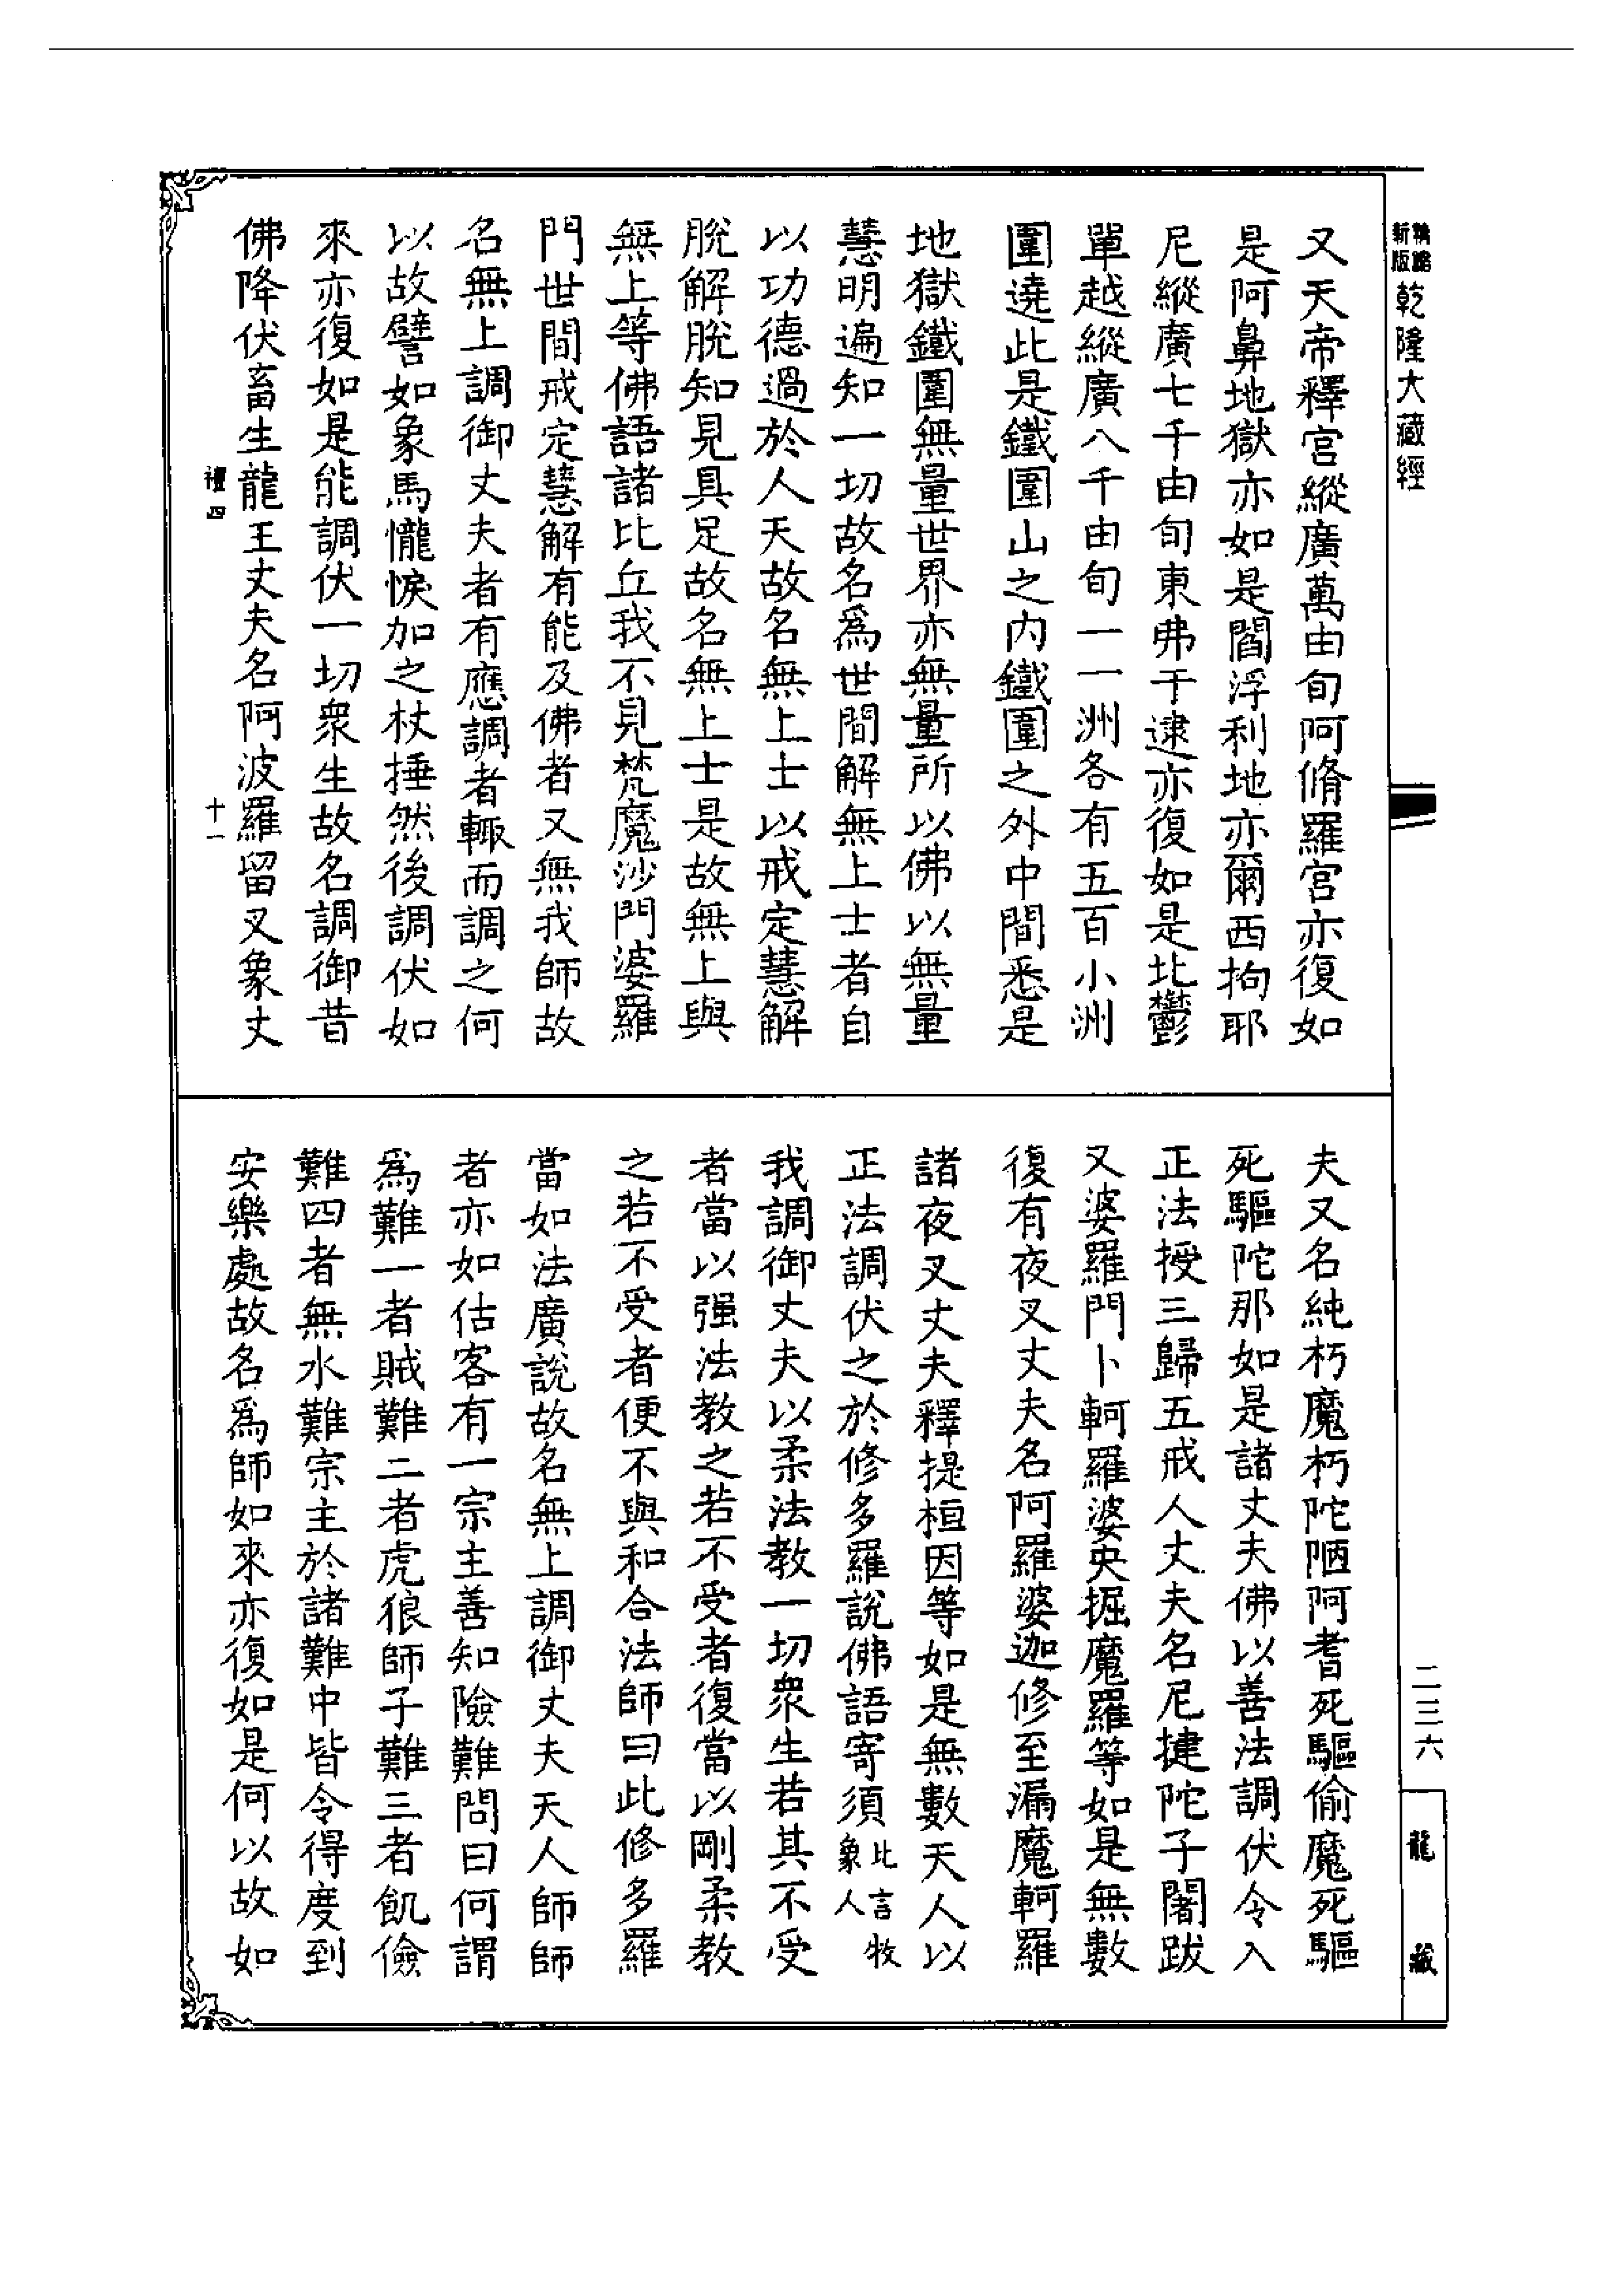 新版
乾隆大藏經
又天帝釋宮縱廣萬由旬阿脩羅宮亦復如
是阿鼻地獄亦如是閻浮利地亦爾西拘耶
尼縱廣七千由旬東弗于逮亦復如是北鬱
單越縱廣八千由旬一一洲各有五百小洲
圍遶此是鐵圍山之內鐵圍之外中間悉是
地獄鐵圍無量世界亦無量所以佛以無量
慧明遍知一切故名爲世間解無上士者自
以功德過於人天故名無上士以戒定慧解
脫解脫知見具足故名無上士是故無上與
無上等佛語諸比丘我不見梵魔沙門婆羅
門世間戒定慧解有能及佛者又無我師故
名無上調御丈夫者有應調者輙而調之何
以故譬如象馬㦕悷加之杖捶然後調伏如
來亦復如是能調伏一切衆生故名調御昔
佛降伏畜生龍王丈夫名阿波羅留又象丈
禮四
十一
夫又名純朽魔朽陀陋阿耆死驅偷魔死驅
死驅陀那如是諸丈夫佛以善法調伏令入
正法授三歸五戒人丈夫名尼揵陀子闍跋
又婆羅門卜軻羅婆央掘魔羅等如是無數
復有夜叉丈夫名阿羅婆迦修至漏魔軻羅
諸夜叉丈夫釋提桓因等如是無數天人以
正法調伏之於修多羅說佛語寄須此言牧象人
我調御丈夫以柔法教一切衆生若其不受
者當以强法教之若不受者復當以剛柔教
之若不受者便不與和合法師曰此修多羅
當如法廣說故名無上調御丈夫天人師師
者亦如估客有一宗主善知險難問曰何謂
爲難一者賊難二者虎狼師子難三者飢儉
難四者無水難宗主於諸難中皆令得度到
安樂處故名爲師如來亦復如是何以故如
二三六
龍藏